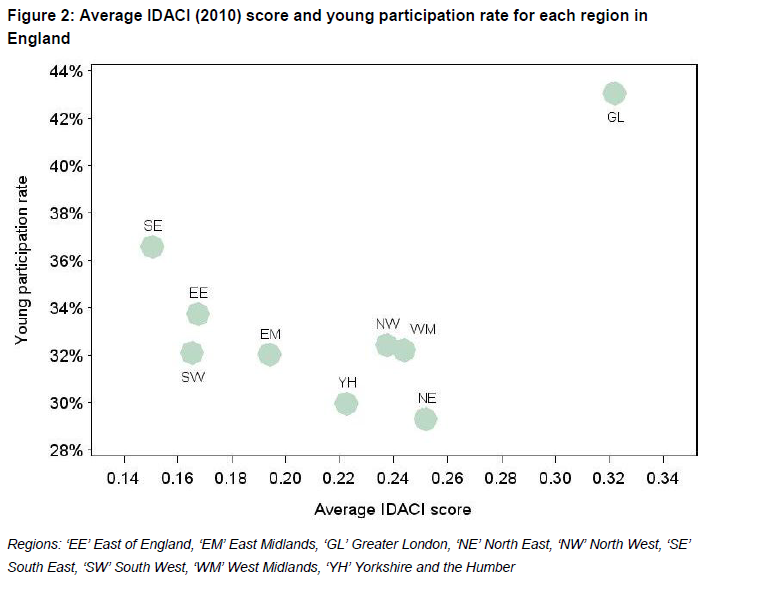 Figure 2: Average IDACI (2010) score and young participation rate for each region in
England
44%
42%
40%
38%
36%
34%
32%
30%
28%
Young participation rate
GL
SE
EE
SW
EM
NW
WM
YH
NE
0.14 0.16 0.18 0.20 0.22 0.24 0.26 0.28 0.30 0.32 0.34
Average IDACI score
Regions: ‘EE’ East of England, ‘EM’ East Midlands, ‘GL’ Greater London, ‘NE’ North East, ‘NW’ North West, ‘SE’
South East, ‘SW’ South West, ‘WM’ West Midlands, ‘YH’ Yorkshire and the Humber